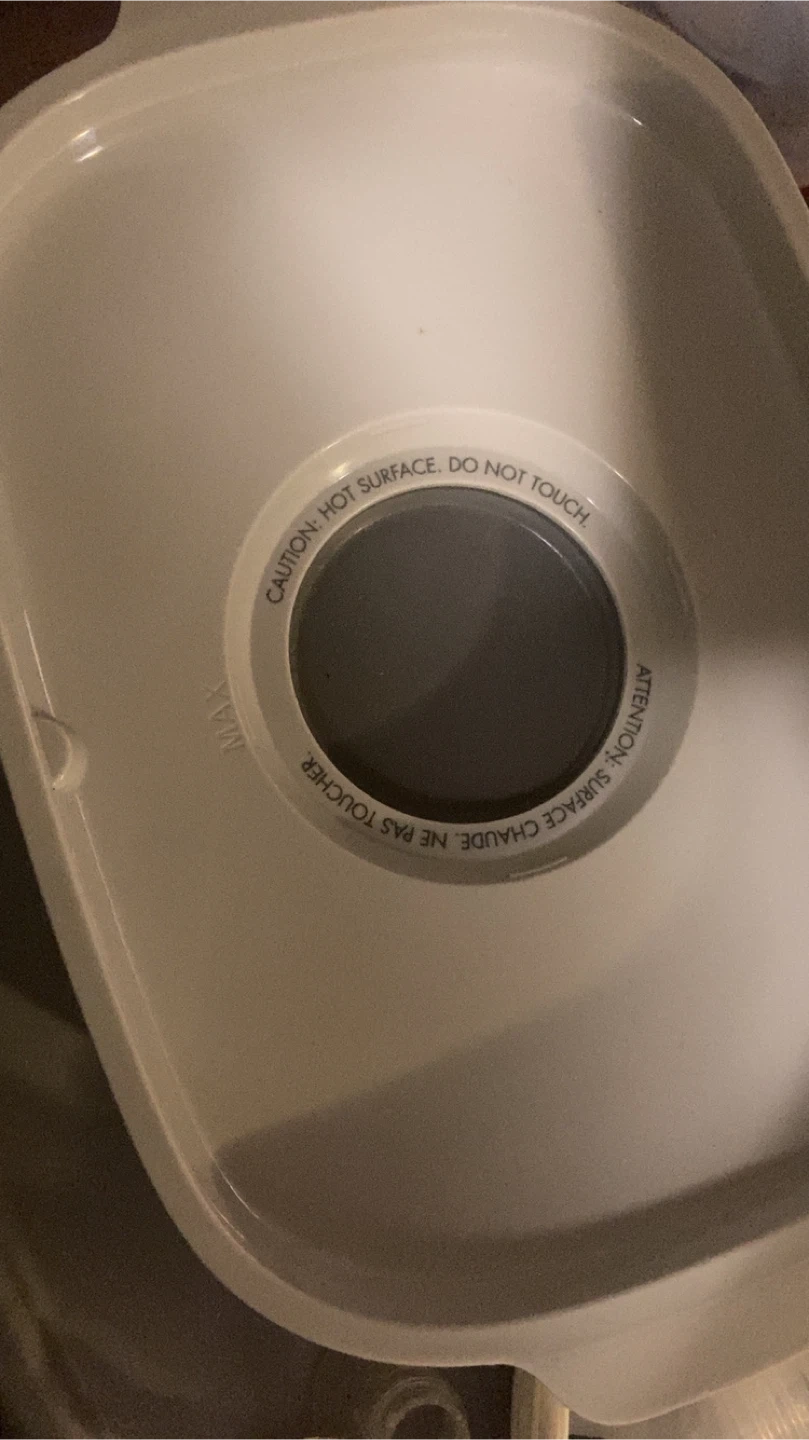 CAUTION: HOT SURFACE. DO NOT TOUCH.
ATTENTION: SURFACE CHAUDE. NE PAS TOUCHER.
MAX